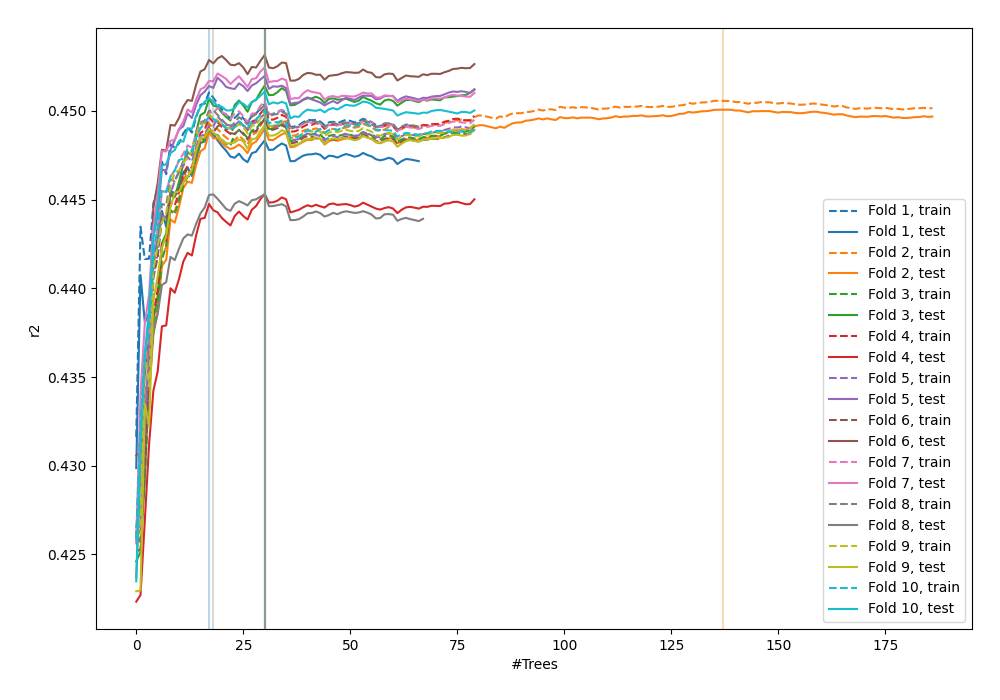 0.450
0.445
0.440
0.435
0.430
0.425
r2
0
25
50
75
100
125
150
175
#Trees
Fold 1, train
Fold 1, test
Fold 2, train
Fold 2, test
Fold 3, train
Fold 3, test
Fold 4, train
Fold 4, test
Fold 5, train
Fold 5, test
Fold 6, train
Fold 6, test
Fold 7, train
Fold 7, test
Fold 8, train
Fold 8, test
Fold 9, train
Fold 9, test
Fold 10, train
Fold 10, test